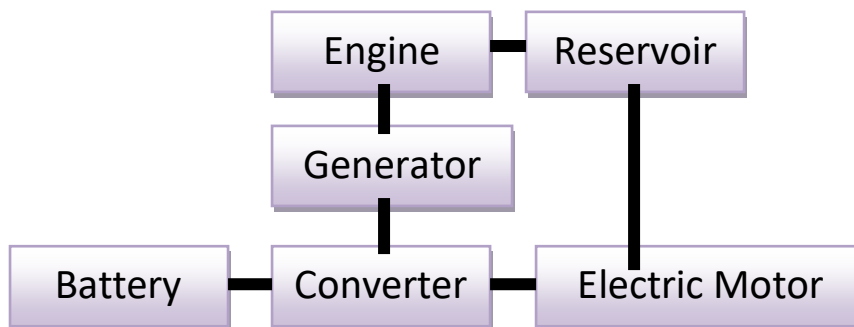 Engine
Reservoir
Generator
Battery
Converter
Electric Motor